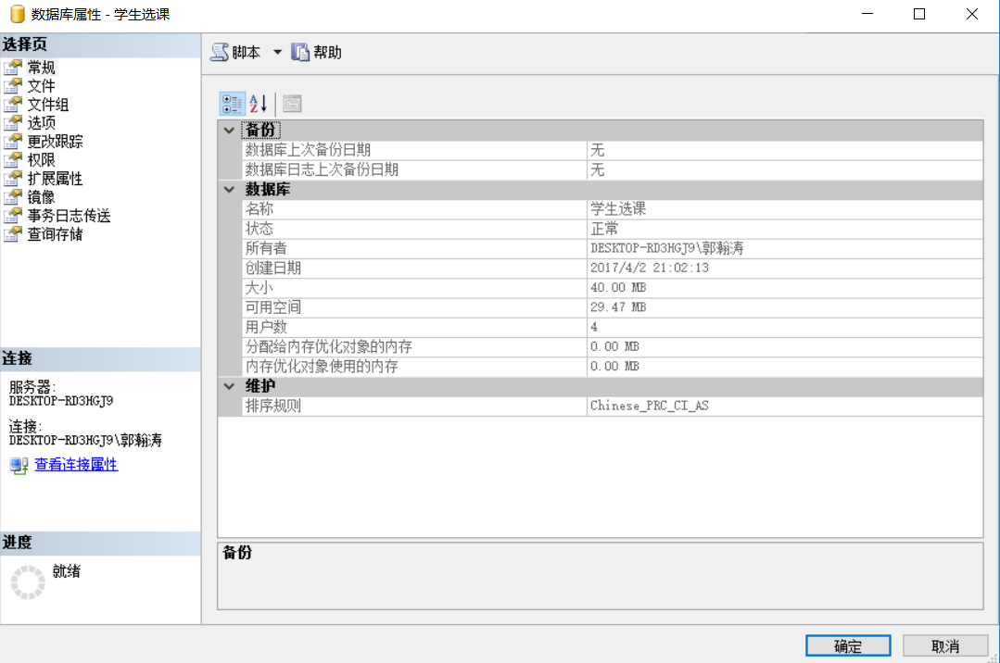 数据库属性 - 学生选课
选择页
常规
文件
文件组
选项
更改跟踪
权限
扩展属性
镜像
事务日志传送
查询存储
连接
服务器:
DESKTOP-RD3HGJ9
连接:
DESKTOP-RD3HGJ9\郭翰涛
查看连接属性
进度
就绪
脚本 帮助
备份
数据库上次备份日期 无
数据库日志上次备份日期 无
数据库
名称 学生选课
状态 正常
所有者 DESKTOP-RD3HGJ9\郭翰涛
创建日期 2017/4/2 21:02:13
大小 40.00 MB
可用空间 29.47 MB
用户数 4
分配给内存优化对象的内存 0.00 MB
内存优化对象使用的内存 0.00 MB
维护
排序规则 Chinese_PRC_CI_AS
备份
确定 取消